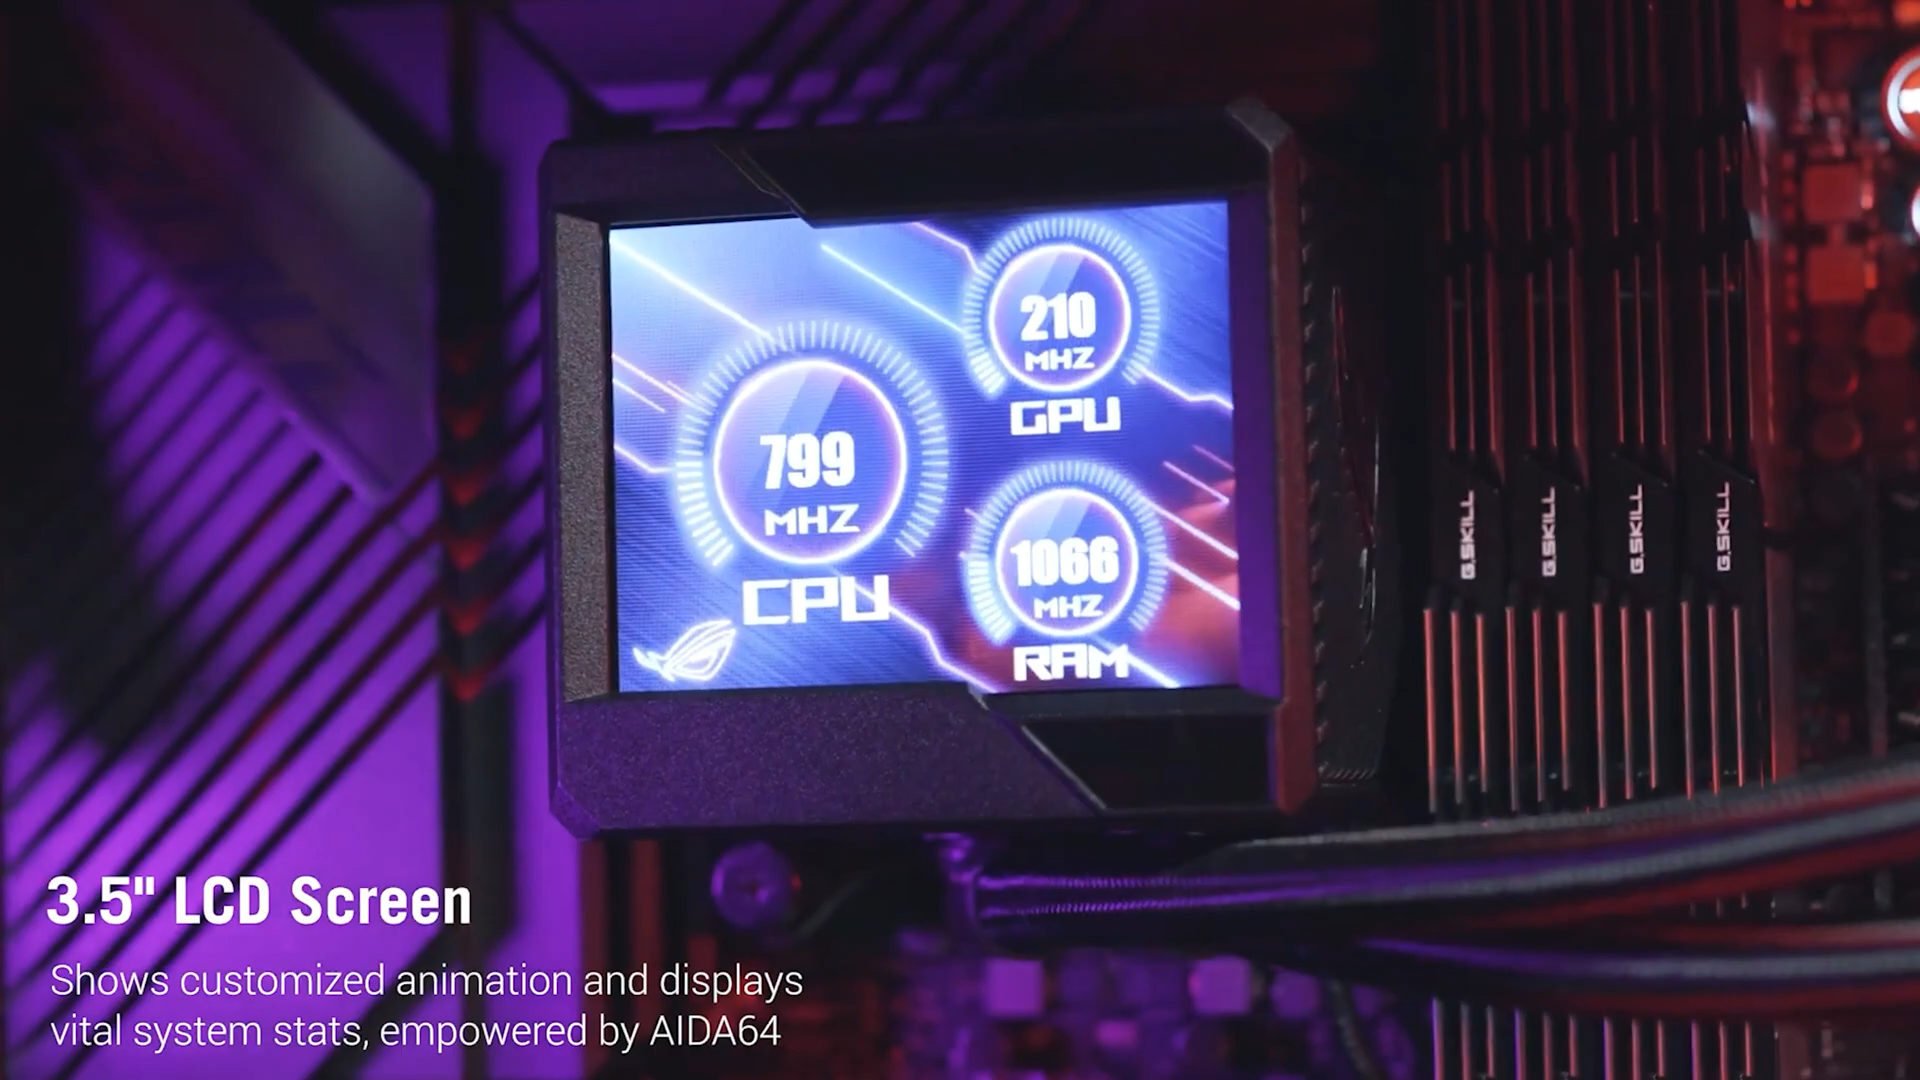 799
MHZ
CPU
210
MHZ
GPU
1066
MHZ
RAM
G.SKILL
G.SKILL
G.SKILL
G.SKILL
3.5" LCD Screen
Shows customized animation and displays
vital system stats, empowered by AIDA64